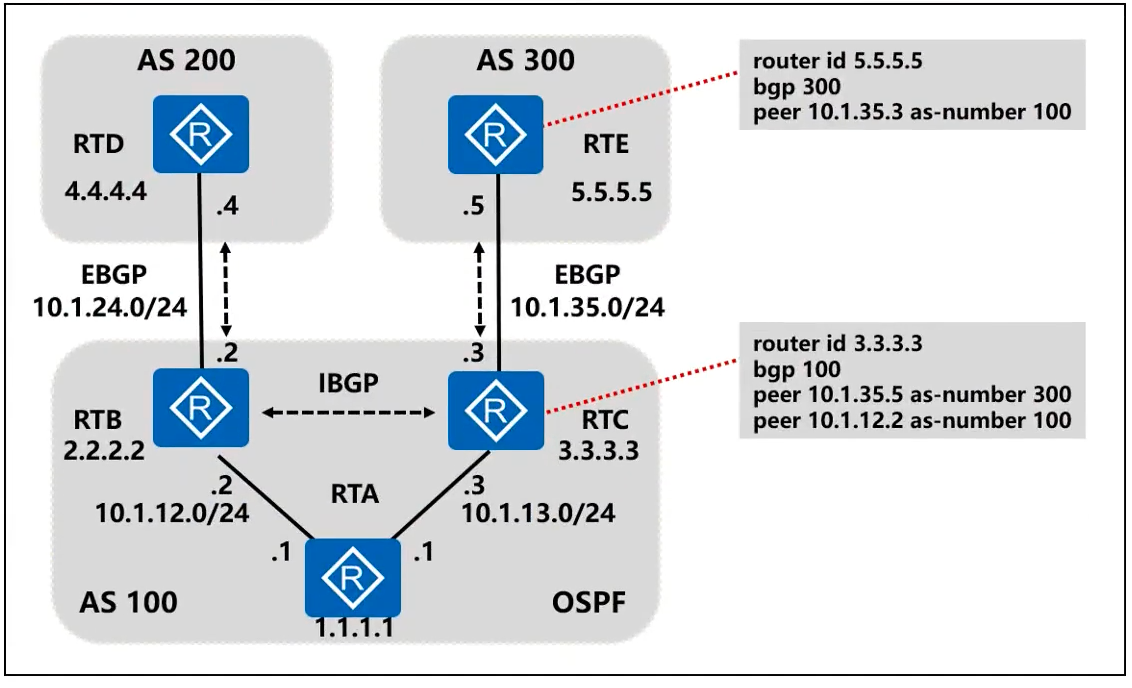 AS 200
R
RTD
4.4.4.4
.4
AS 300
R
RTE
5.5.5.5
.5
router id 5.5.5.5
bgp 300
peer 10.1.35.3 as-number 100
EBGP
10.1.24.0/24
EBGP
10.1.35.0/24
.2
.3
R
RTB
2.2.2.2
IBGP
R
RTC
3.3.3.3
router id 3.3.3.3
bgp 100
peer 10.1.35.5 as-number 300
peer 10.1.12.2 as-number 100
.2
10.1.12.0/24
RTA
.3
10.1.13.0/24
.1
.1
R
1.1.1.1
AS 100
OSPF